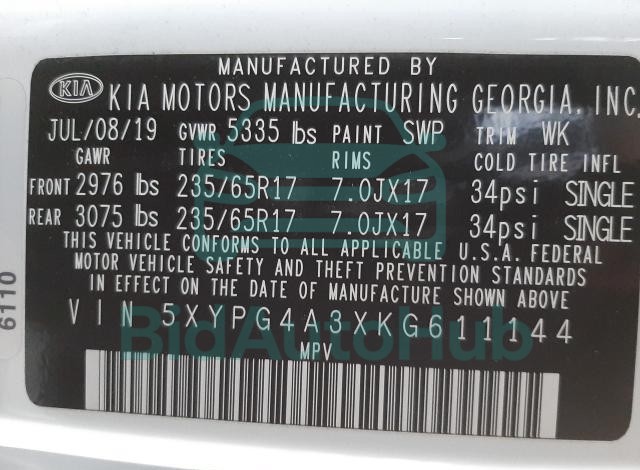 MANUFACTURED BY
KIA KIA MOTORS MANUFACTURING GEORGIA, INC.
JUL/08/19 GVWR 5335 lbs PAINT SWP TRIM WK
GAWR TIRES RIMS COLD TIRE INFL
FRONT 2976 lbs 235/65R17 7.0JX17 34psi SINGLE
REAR 3075 lbs 235/65R17 7.0JX17 34psi SINGLE
THIS VEHICLE CONFORMS TO ALL APPLICABLE U.S.A. FEDERAL
MOTOR VEHICLE SAFETY AND THEFT PREVENTION STANDARDS
IN EFFECT ON THE DATE OF MANUFACTURE SHOWN ABOVE
VIN 5XYPG4A3XKG611144
BidAutoHub
MPV
6110